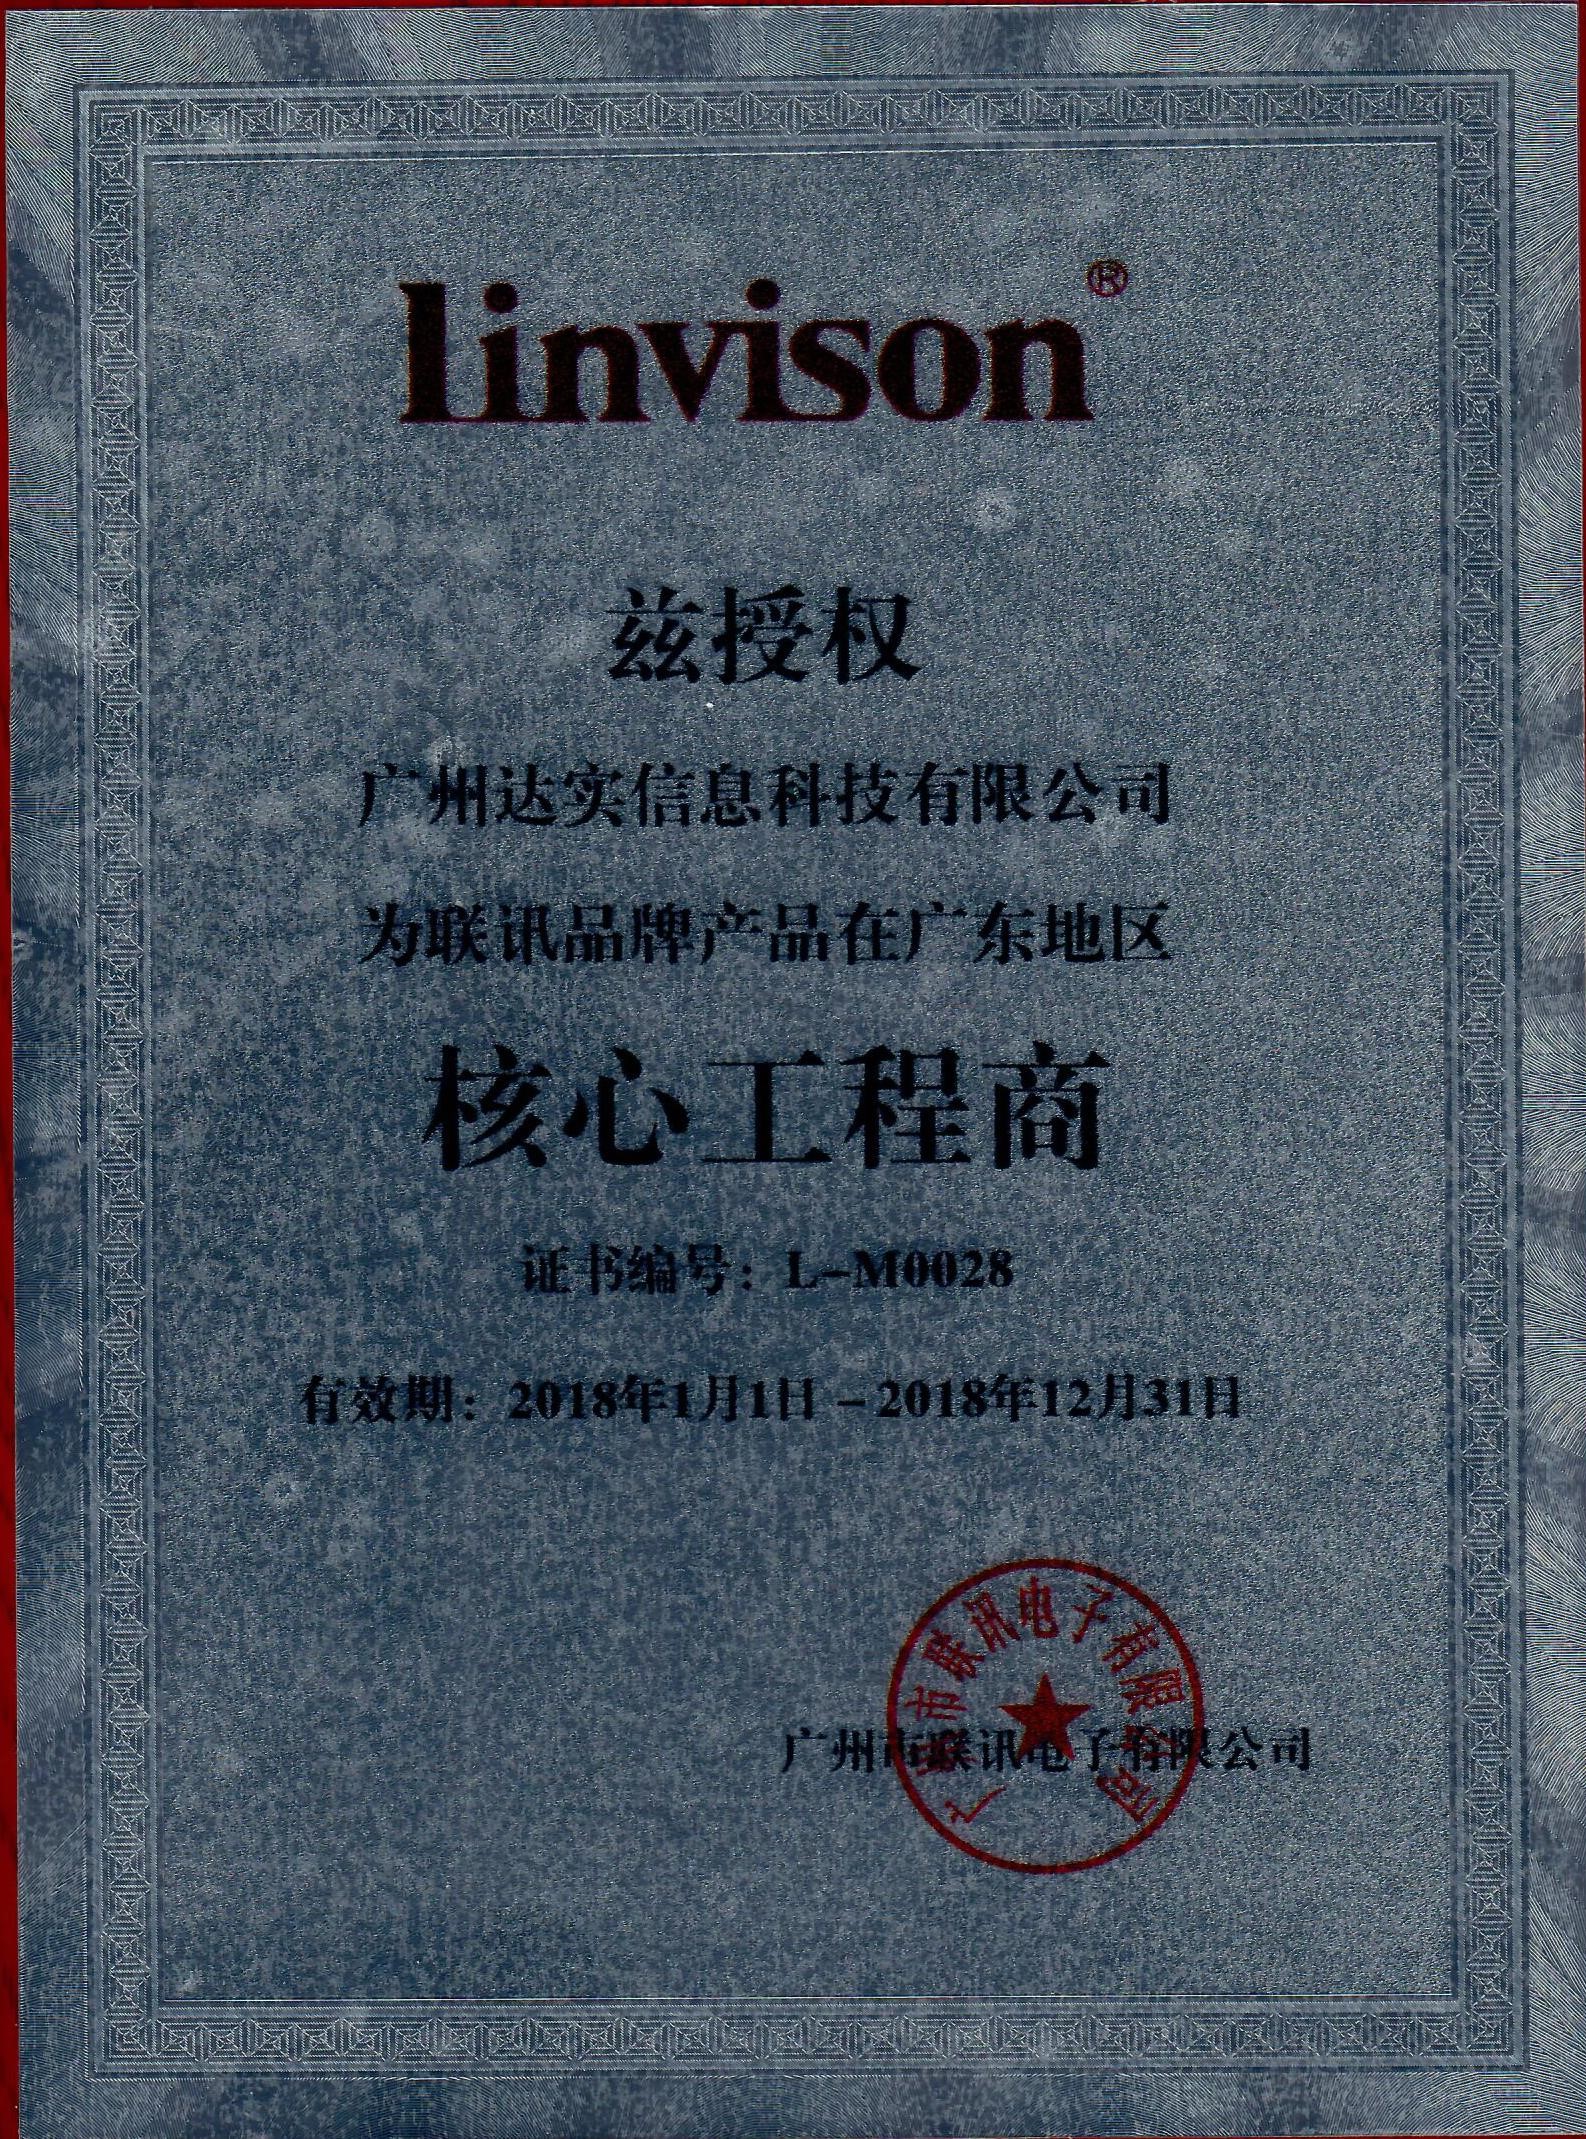 linvison®
兹授权
广州达实信息科技有限公司
为联讯品牌产品在广东地区
核心工程商
证书编号：L-M0028
有效期：2018年1月1日－2018年12月31日
广州市联讯电子有限公司
广 市联讯电子有限 司